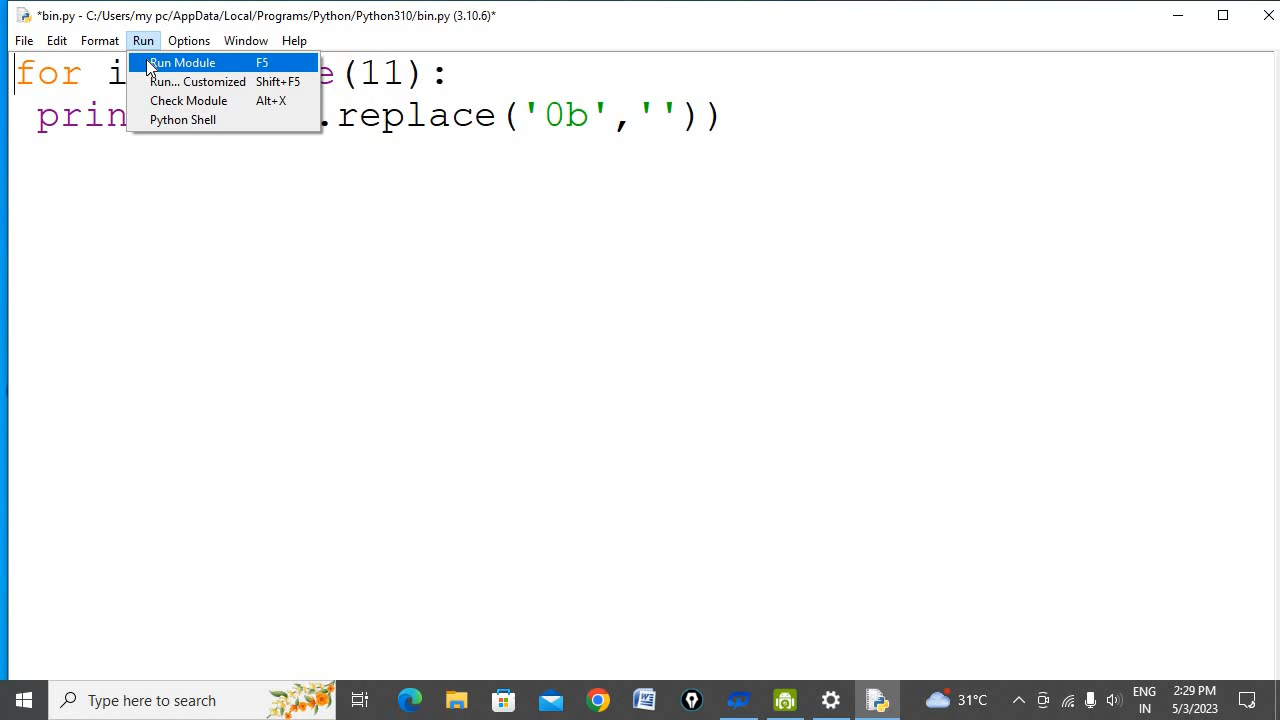 *bin.py - C:/Users/my pc/AppData/Local/Programs/Python/Python310/bin.py (3.10.6)*
File Edit Format Run Options Window Help
Run Module F5
Run... Customized Shift+F5
Check Module Alt+X
Python Shell
for i e(11):
prin .replace('0b',''))
Type here to search
31°C
ENG
IN
2:29 PM
5/3/2023